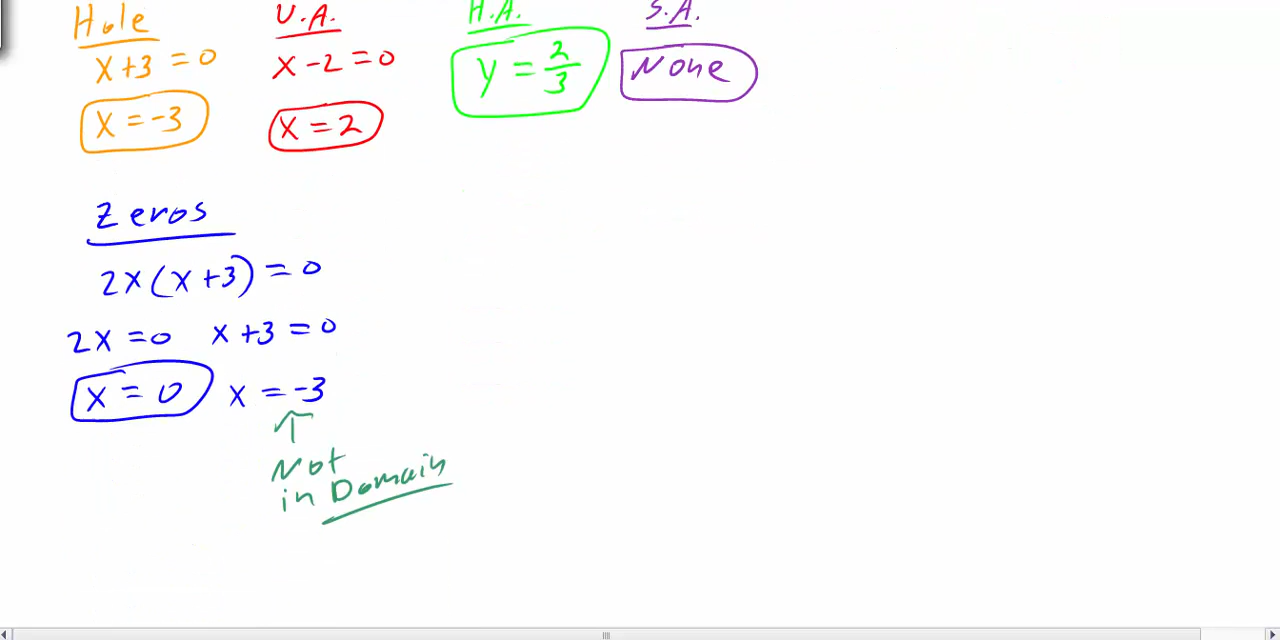 Hole
x+3=0
x=-3
V.A.
x-2=0
x=2
H.A.
y=2/3
S.A.
None
Zeros
2x(x+3)=0
2x=0 x+3=0
x=0 x=-3
↑
Not
in Domain